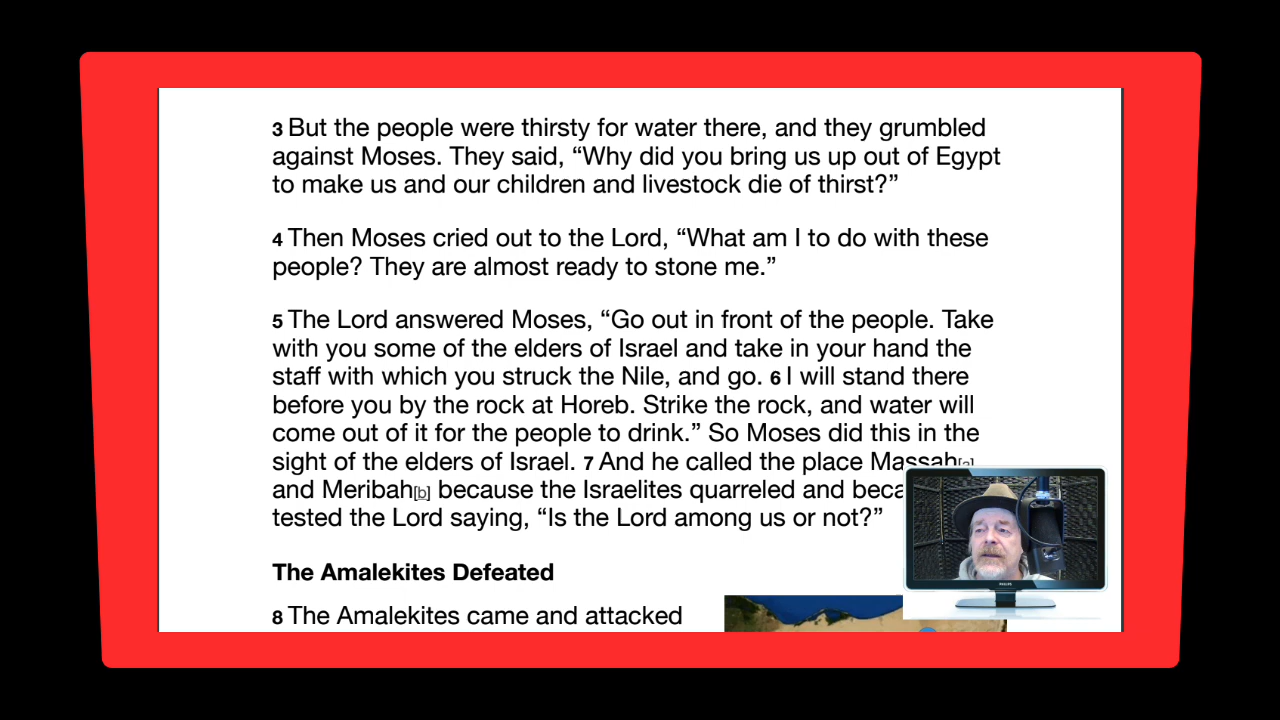 3 But the people were thirsty for water there, and they grumbled
against Moses. They said, “Why did you bring us up out of Egypt
to make us and our children and livestock die of thirst?”
4 Then Moses cried out to the Lord, “What am I to do with these
people? They are almost ready to stone me.”
5 The Lord answered Moses, “Go out in front of the people. Take
with you some of the elders of Israel and take in your hand the
staff with which you struck the Nile, and go. 6 I will stand there
before you by the rock at Horeb. Strike the rock, and water will
come out of it for the people to drink.” So Moses did this in the
sight of the elders of Israel. 7 And he called the place Massah[a]
and Meribah[b] because the Israelites quarreled and beca
tested the Lord saying, “Is the Lord among us or not?”
The Amalekites Defeated
8 The Amalekites came and attacked
PHILIPS